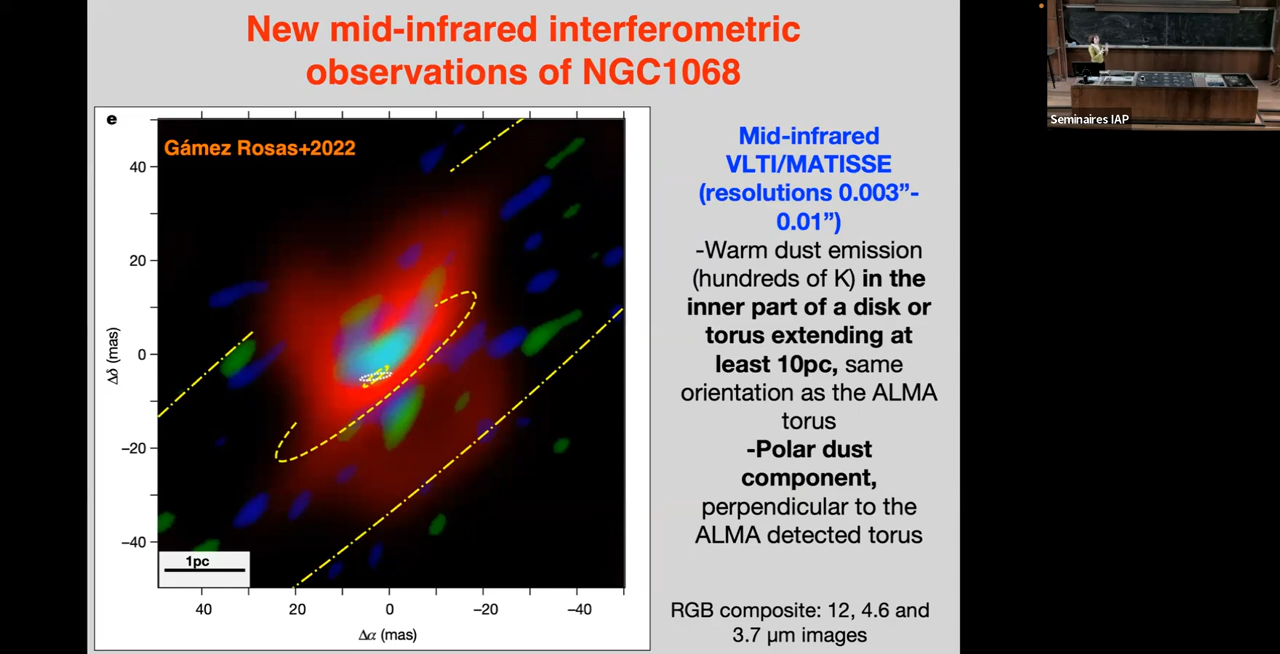 New mid-infrared interferometric
observations of NGC1068
e
Gámez Rosas+2022
40
20
0
−20
−40
Δδ (mas)
1pc
40
20
0
−20
−40
Δα (mas)
Mid-infrared
VLTI/MATISSE
(resolutions 0.003”-
0.01”)
-Warm dust emission
(hundreds of K) in the
inner part of a disk or
torus extending at
least 10pc, same
orientation as the ALMA
torus
-Polar dust
component,
perpendicular to the
ALMA detected torus
RGB composite: 12, 4.6 and
3.7 μm images
Seminaires IAP